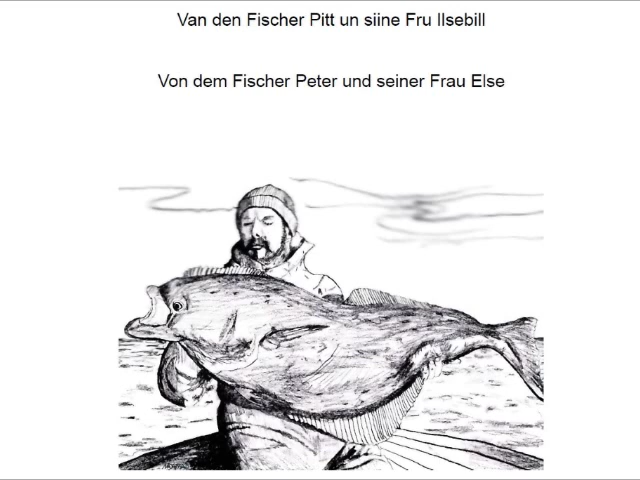 Van den Fischer Pitt un siine Fru Ilsebill
Von dem Fischer Peter und seiner Frau Else